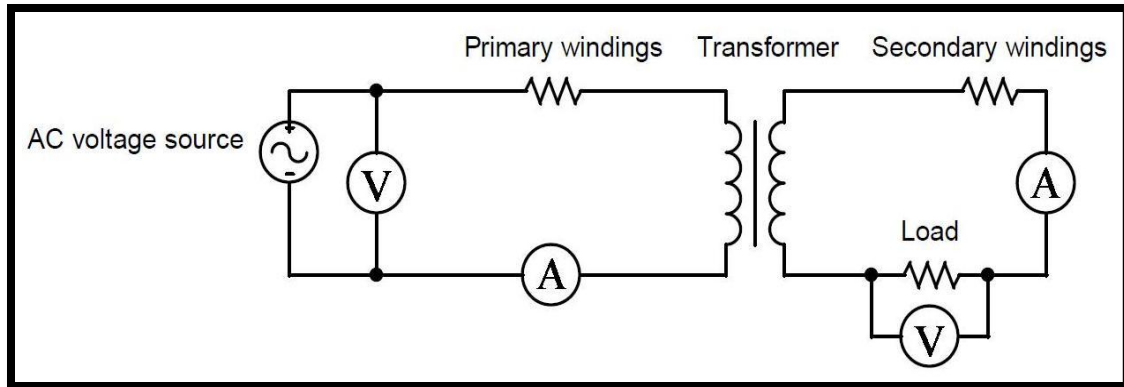 Primary windings Transformer Secondary windings
AC voltage source
V
A
Load
A
V